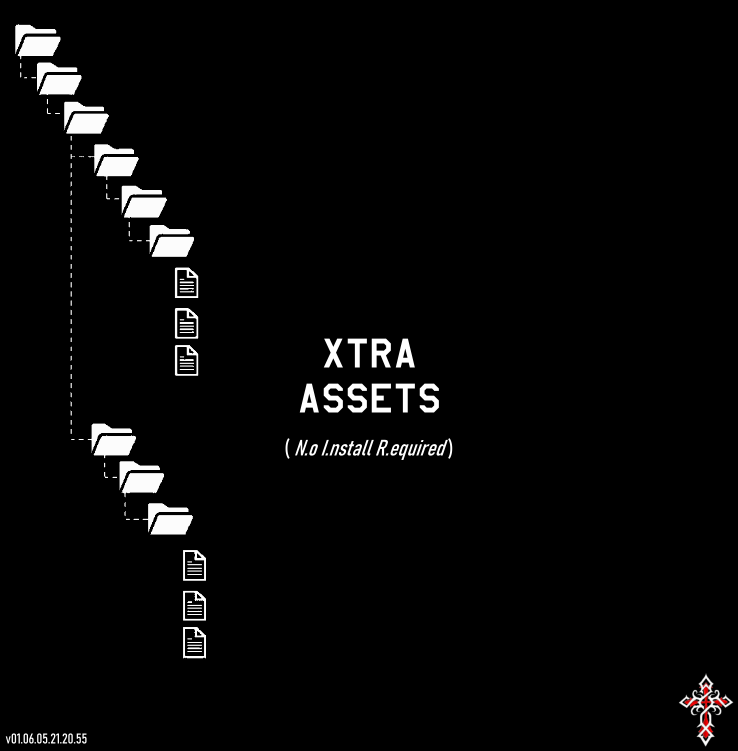 XTRA
ASSETS
( N.o I.nstall R.equired )
v01.06.05.21.20.55